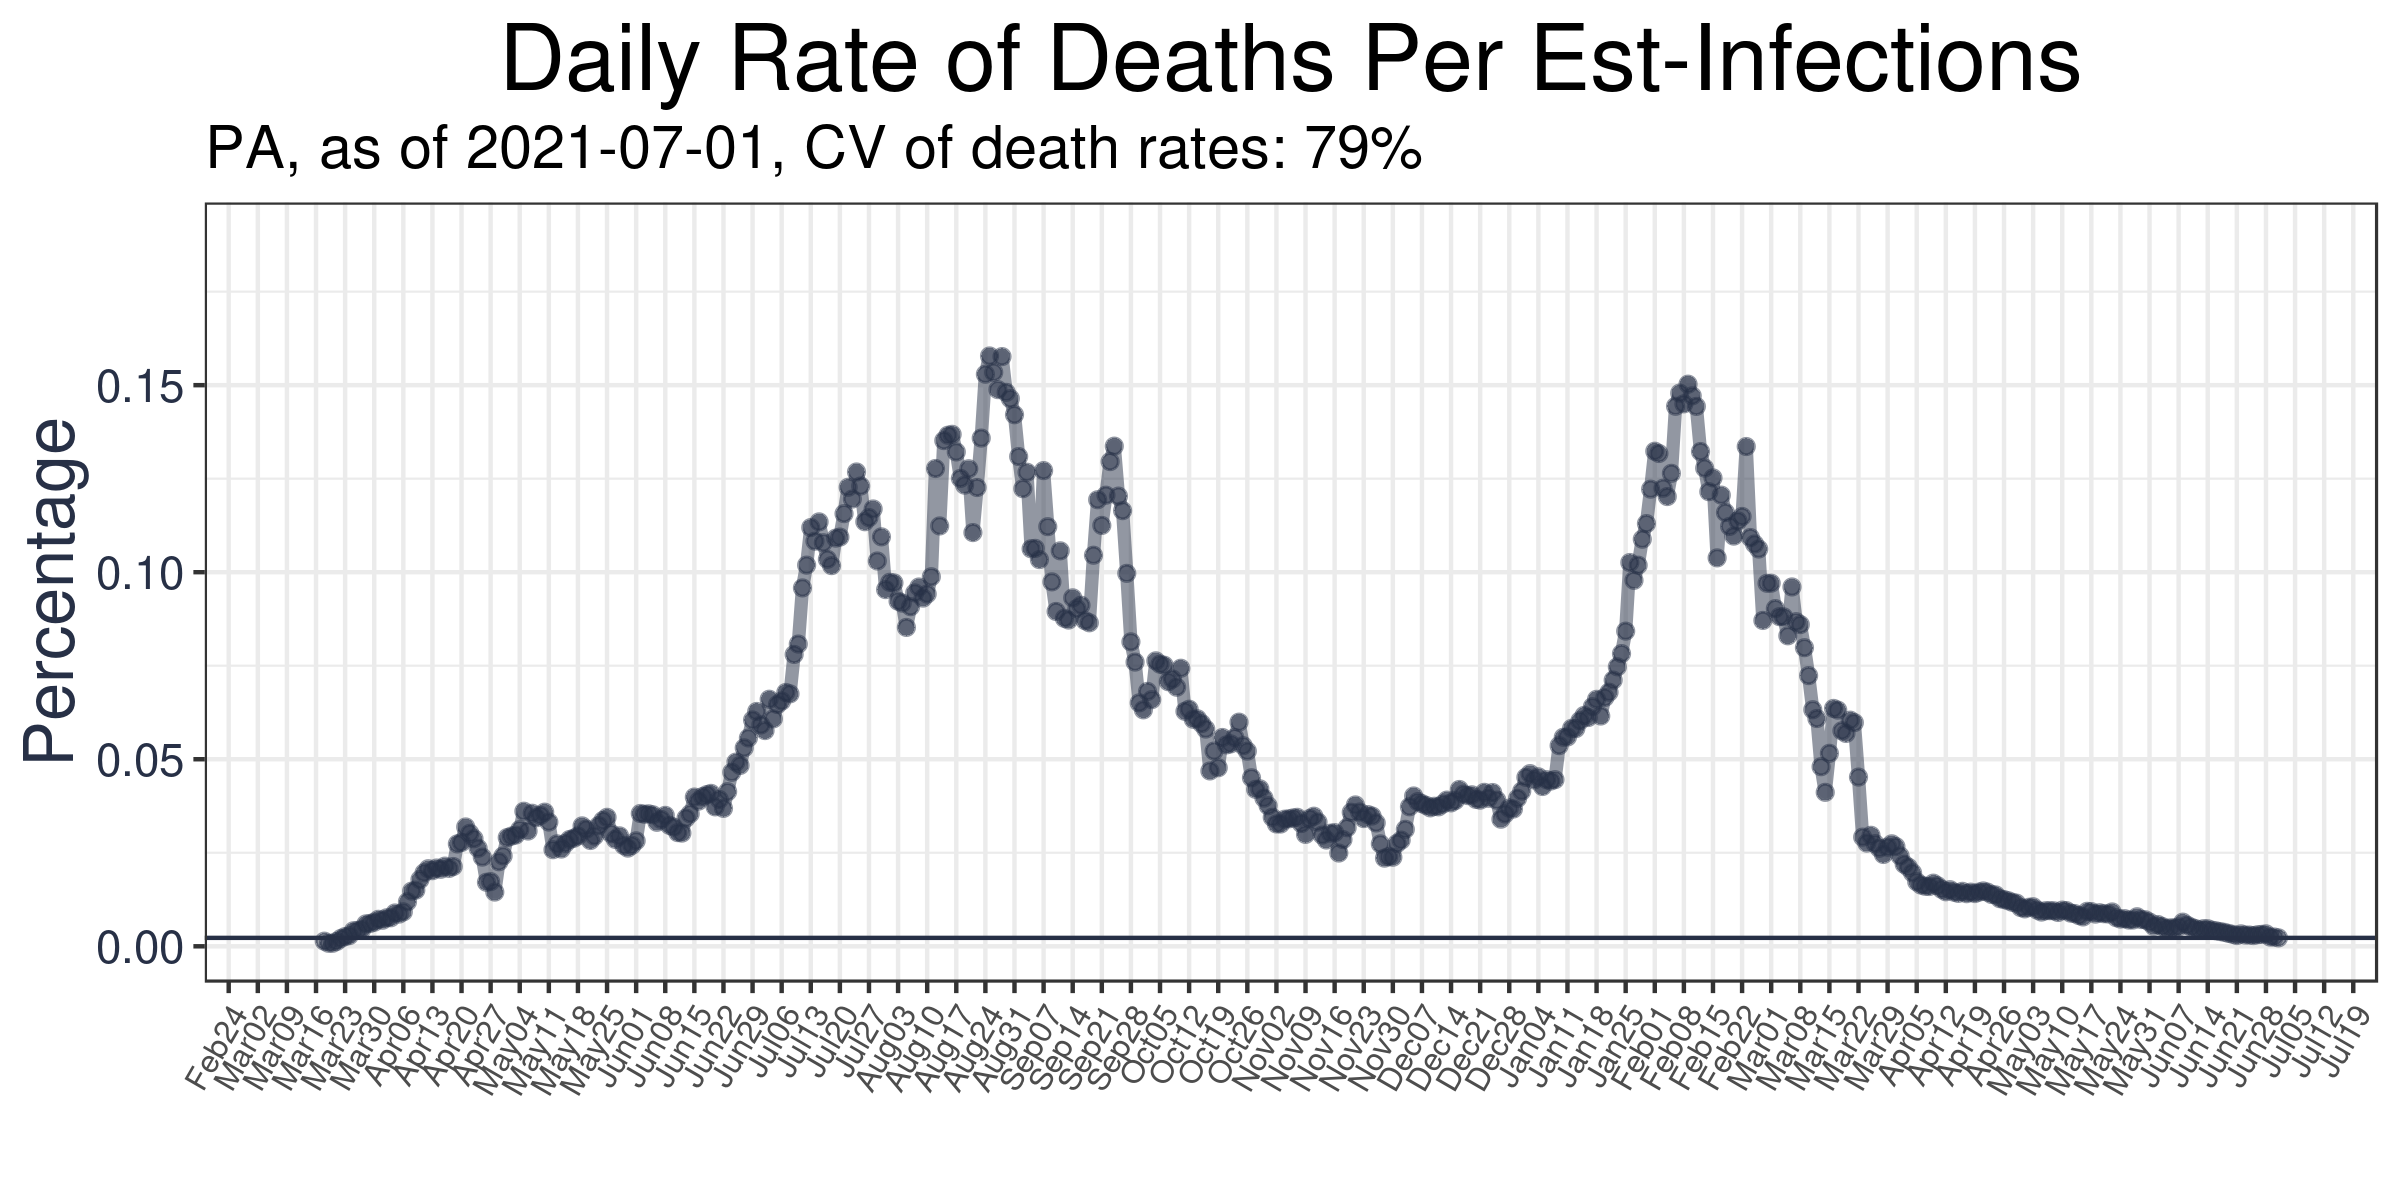 Daily Rate of Deaths Per Est-Infections
PA, as of 2021-07-01, CV of death rates: 79%
Percentage
0.15
0.10
0.05
0.00
Feb24
Mar02
Mar09
Mar16
Mar23
Mar30
Apr06
Apr13
Apr20
Apr27
May04
May11
May18
May25
Jun01
Jun08
Jun15
Jun22
Jun29
Jul06
Jul13
Jul20
Jul27
Aug03
Aug10
Aug17
Aug24
Aug31
Sep07
Sep14
Sep21
Sep28
Oct05
Oct12
Oct19
Oct26
Nov02
Nov09
Nov16
Nov23
Nov30
Dec07
Dec14
Dec21
Dec28
Jan04
Jan11
Jan18
Jan25
Feb01
Feb08
Feb15
Feb22
Mar01
Mar08
Mar15
Mar22
Mar29
Apr05
Apr12
Apr19
Apr26
May03
May10
May17
May24
May31
Jun07
Jun14
Jun21
Jun28
Jul05
Jul12
Jul19